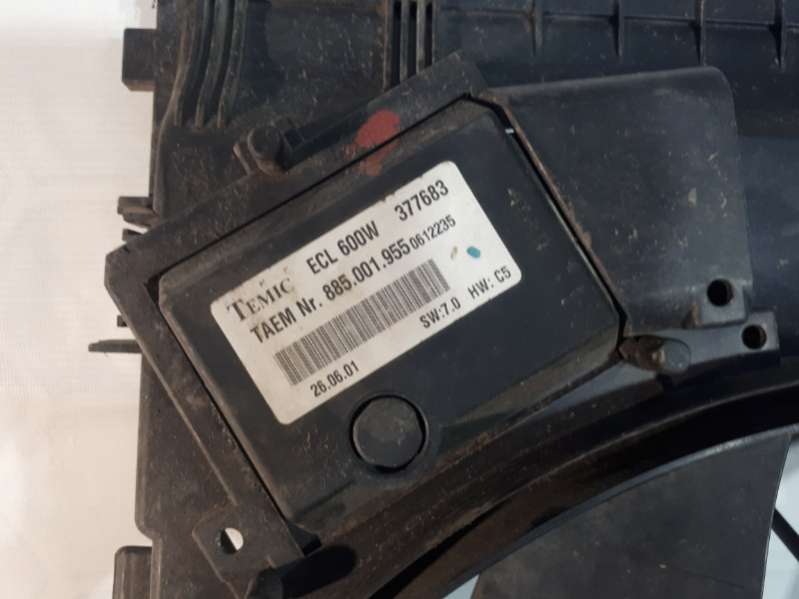 TEMIC ECL 600W 377683
TAEM Nr. 885.001.955 0612235
26.06.01 SW:7.0 HW: C5